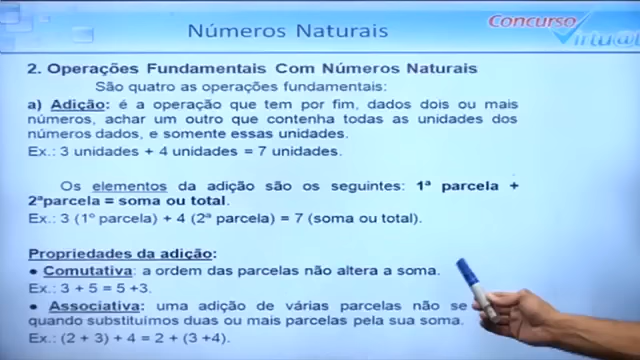 Números Naturais
Concurso
Virtual
2. Operações Fundamentais Com Números Naturais
São quatro as operações fundamentais:
a) Adição: é a operação que tem por fim, dados dois ou mais
números, achar um outro que contenha todas as unidades dos
números dados, e somente essas unidades.
Ex.: 3 unidades + 4 unidades = 7 unidades.
Os elementos da adição são os seguintes: 1ª parcela +
2ªparcela = soma ou total.
Ex.: 3 (1º parcela) + 4 (2ª parcela) = 7 (soma ou total).
Propriedades da adição:
● Comutativa: a ordem das parcelas não altera a soma.
Ex.: 3 + 5 = 5 +3.
● Associativa: uma adição de várias parcelas não se
quando substituímos duas ou mais parcelas pela sua soma.
Ex.: (2 + 3) + 4 = 2 + (3 +4).